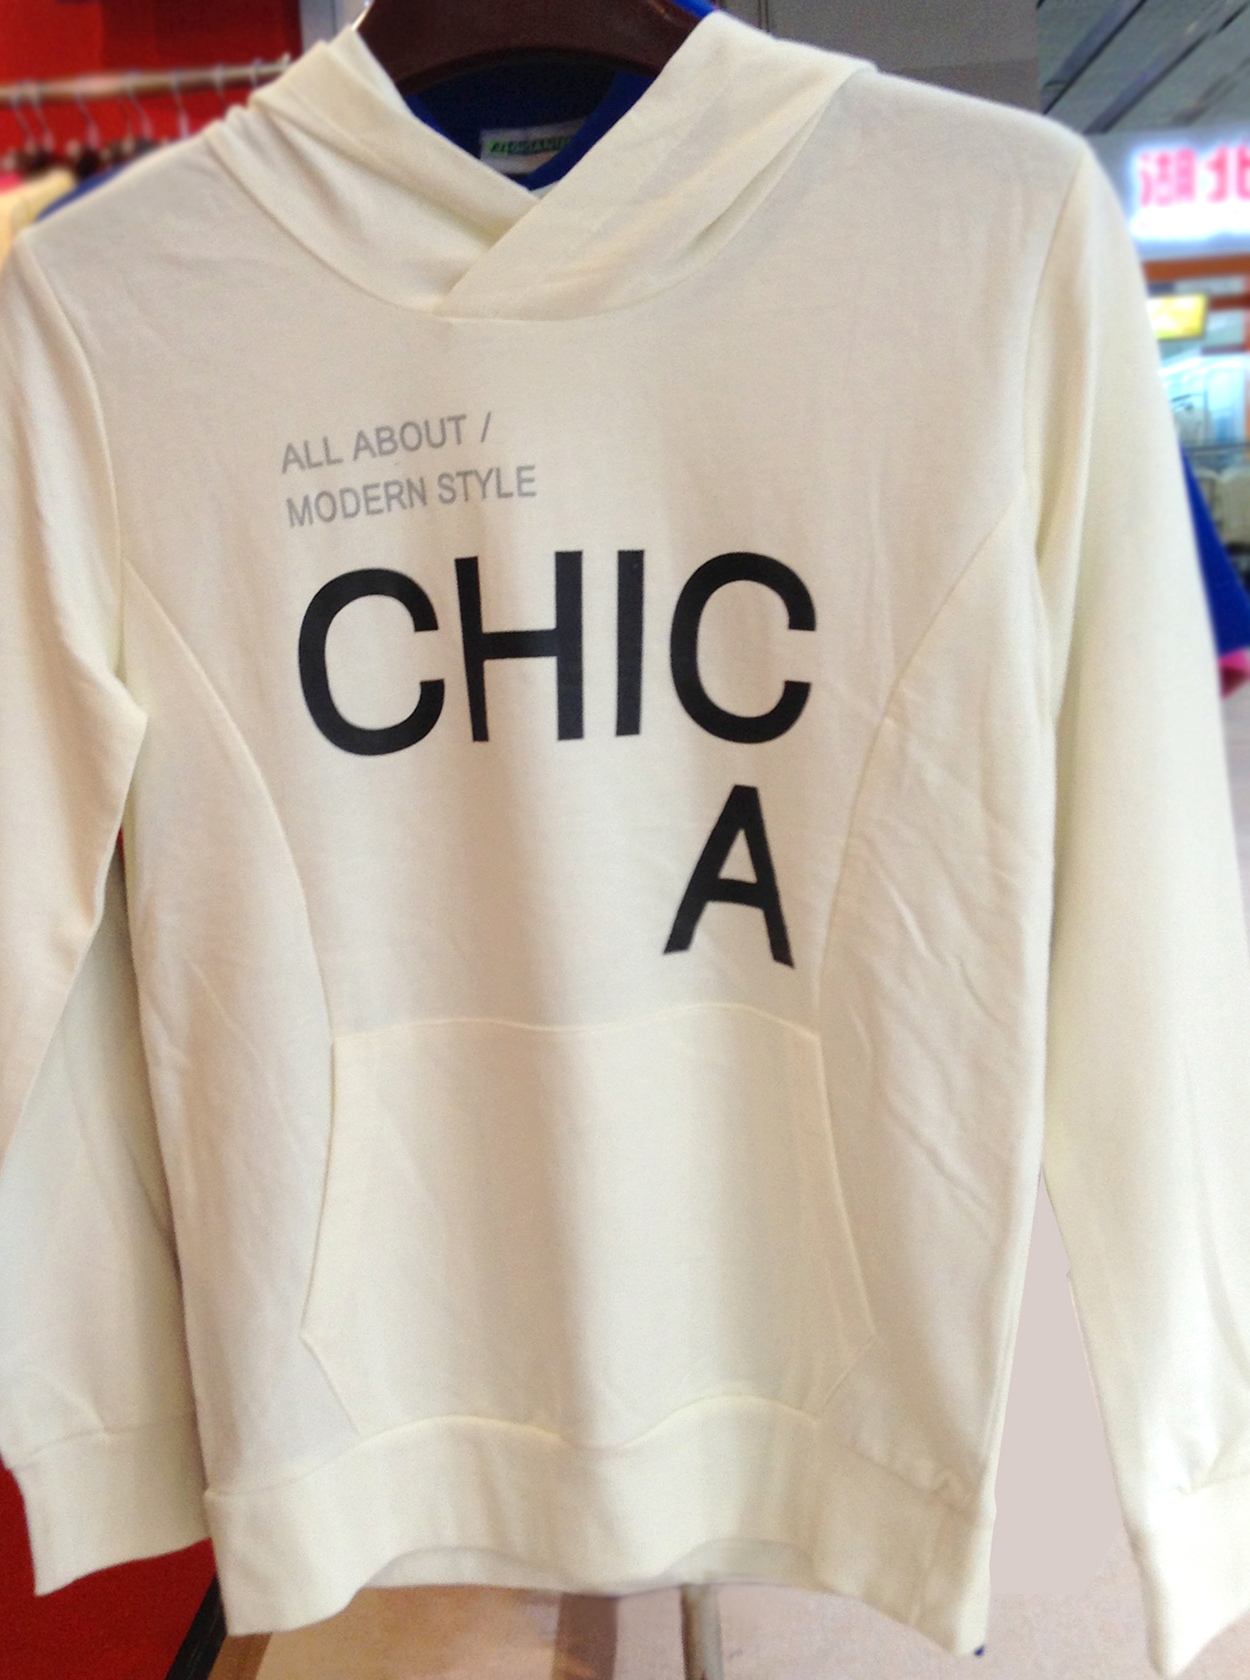 ALL ABOUT /
MODERN STYLE
CHIC
A